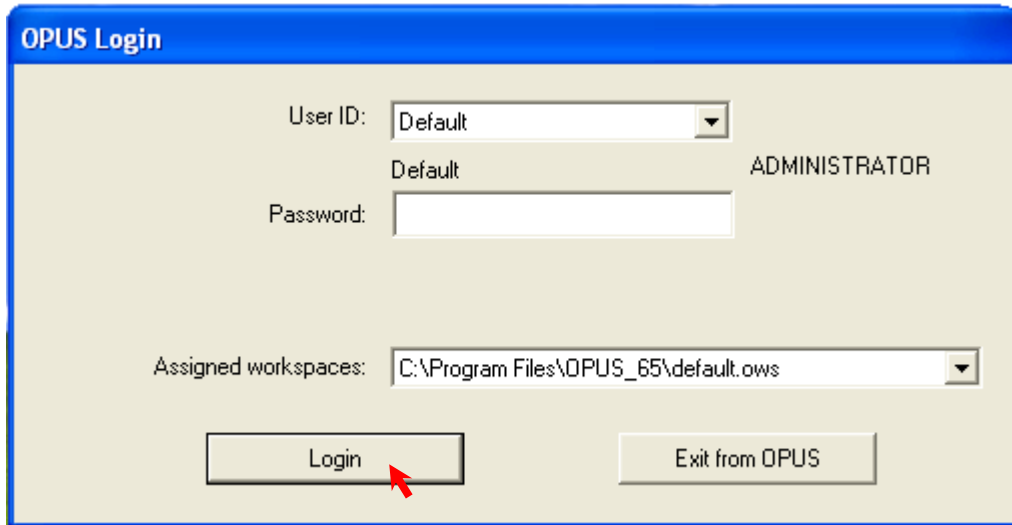 OPUS Login
User ID: Default
Default ADMINISTRATOR
Password:
Assigned workspaces: C:\Program Files\OPUS_65\default.ows
Login Exit from OPUS